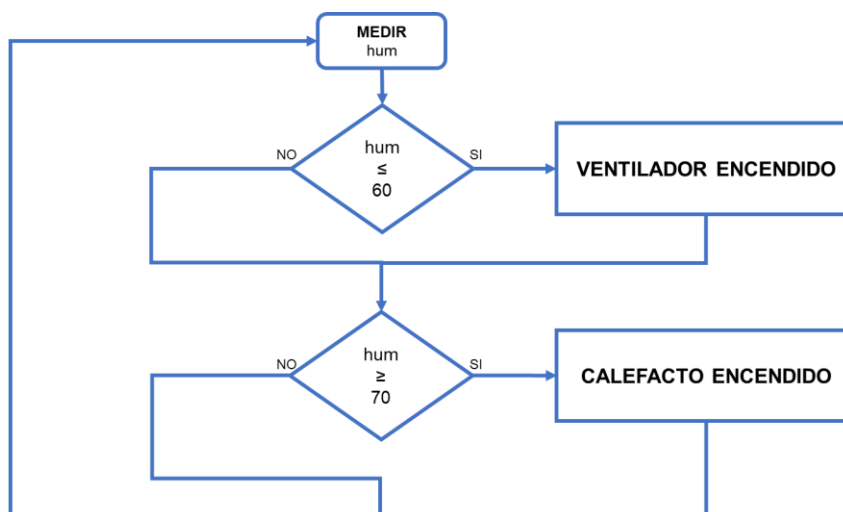 MEDIR
hum
NO
hum
≤
60
SI
VENTILADOR ENCENDIDO
NO
hum
≥
70
SI
CALEFACTO ENCENDIDO